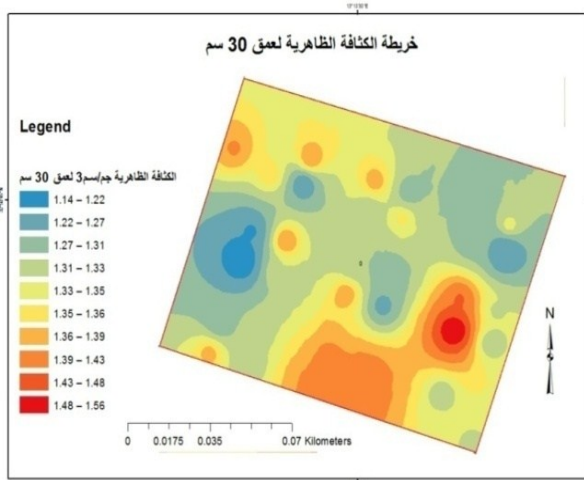 خريطة الكثافة الظاهرية لعمق 30 سم
Legend
الكثافة الظاهرية جم/سم3 لعمق 30 سم
1.14 – 1.22
1.22 – 1.27
1.27 – 1.31
1.31 – 1.33
1.33 – 1.35
1.35 – 1.36
1.36 – 1.39
1.39 – 1.43
1.43 – 1.48
1.48 – 1.56
N
0 0.0175 0.035 0.07 Kilometers